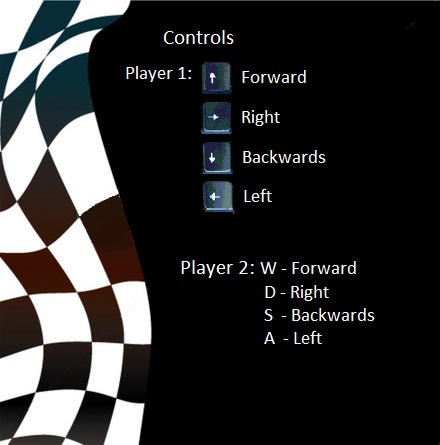 Controls
Player 1: ↑ Forward
→ Right
↓ Backwards
← Left
Player 2: W - Forward
D - Right
S - Backwards
A - Left